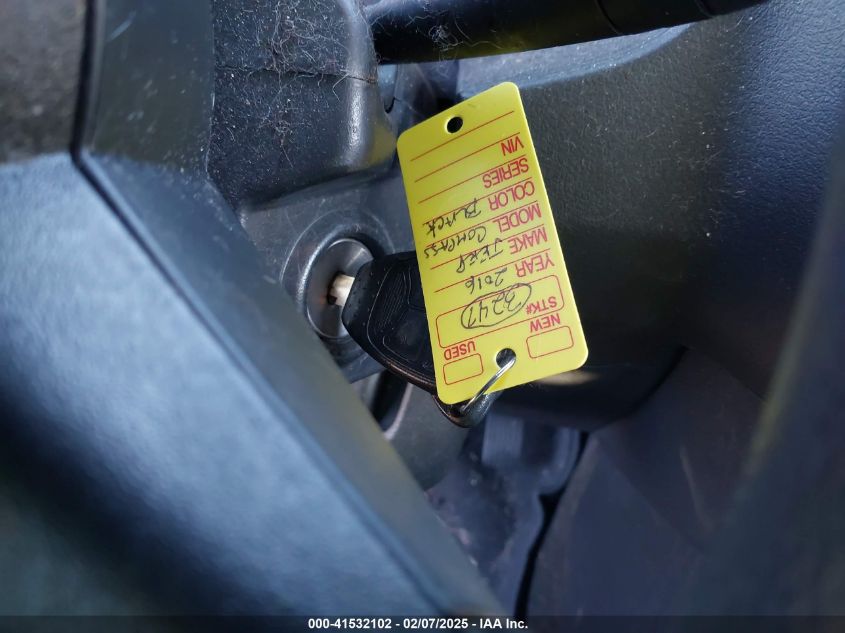 NEW
USED
STK# 3247
YEAR 2016
MAKE JEEP
MODEL COMPASS
COLOR BLACK
SERIES
VIN
000-41532102 / 02/07/2025 - IAA Inc.